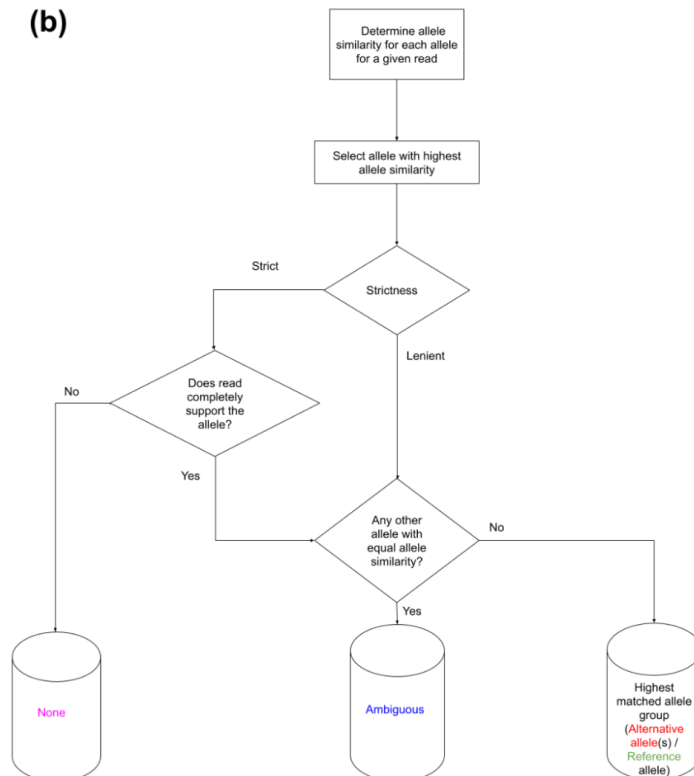 (b)
Determine allele
similarity for each allele
for a given read
Select allele with highest
allele similarity
Strict
Strictness
Lenient
No
Does read
completely
support the
allele?
Yes
Any other
allele with
equal allele
similarity?
No
Yes
None
Ambiguous
Highest
matched allele
group
(Alternative
allele(s) /
Reference
allele)